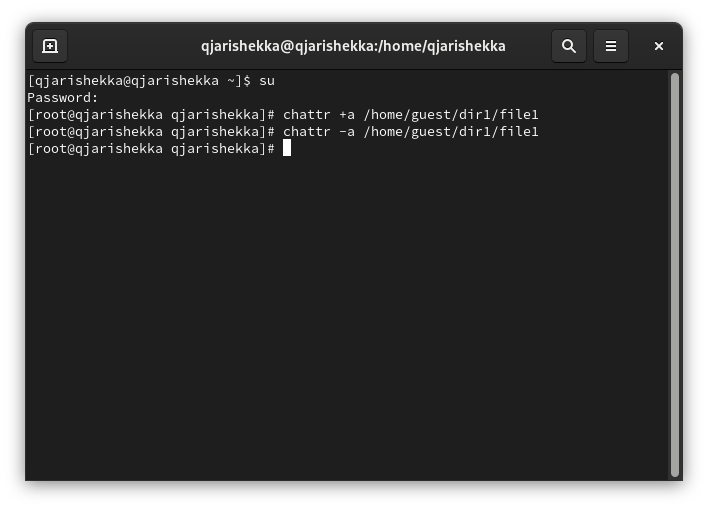 qjarishekka@qjarishekka:/home/qjarishekka
[qjarishekka@qjarishekka ~]$ su
Password:
[root@qjarishekka qjarishekka]# chattr +a /home/guest/dir1/file1
[root@qjarishekka qjarishekka]# chattr -a /home/guest/dir1/file1
[root@qjarishekka qjarishekka]#